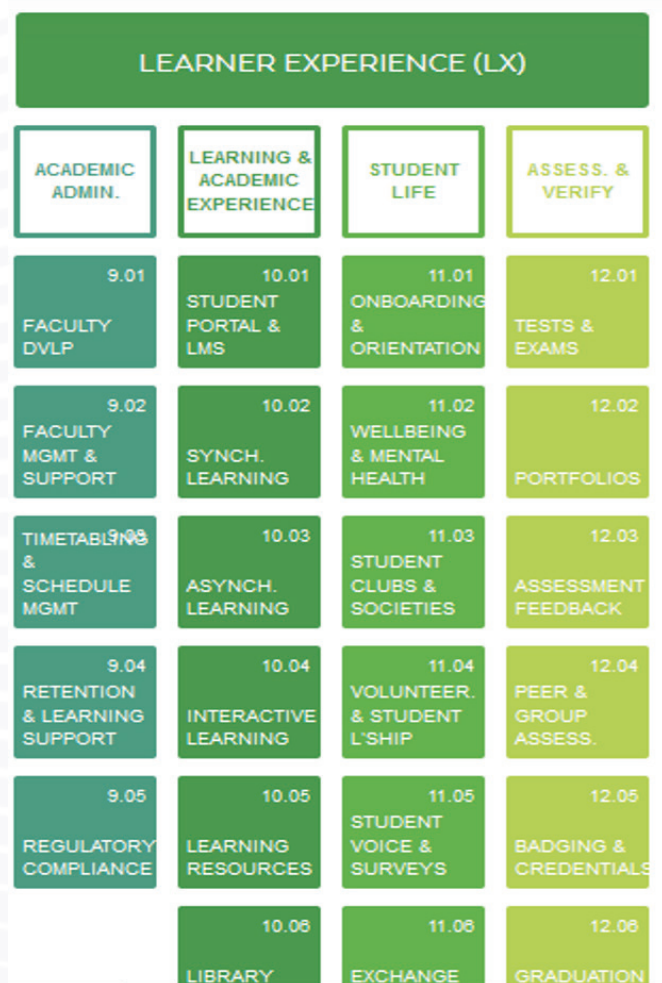 LEARNER EXPERIENCE (LX)
ACADEMIC
ADMIN.
LEARNING &
ACADEMIC
EXPERIENCE
STUDENT
LIFE
ASSESS. &
VERIFY
9.01
FACULTY
DVLP
10.01
STUDENT
PORTAL &
LMS
11.01
ONBOARDING
&
ORIENTATION
12.01
TESTS &
EXAMS
9.02
FACULTY
MGMT &
SUPPORT
10.02
SYNCH.
LEARNING
11.02
WELLBEING
& MENTAL
HEALTH
12.02
PORTFOLIOS
9.03
TIMETABLING
&
SCHEDULE
MGMT
10.03
ASYNCH.
LEARNING
11.03
STUDENT
CLUBS &
SOCIETIES
12.03
ASSESSMENT
FEEDBACK
9.04
RETENTION
& LEARNING
SUPPORT
10.04
INTERACTIVE
LEARNING
11.04
VOLUNTEER.
& STUDENT
L'SHIP
12.04
PEER &
GROUP
ASSESS.
9.05
REGULATORY
COMPLIANCE
10.05
LEARNING
RESOURCES
11.05
STUDENT
VOICE &
SURVEYS
12.05
BADGING &
CREDENTIALS
10.06
LIBRARY
11.06
EXCHANGE
12.06
GRADUATION